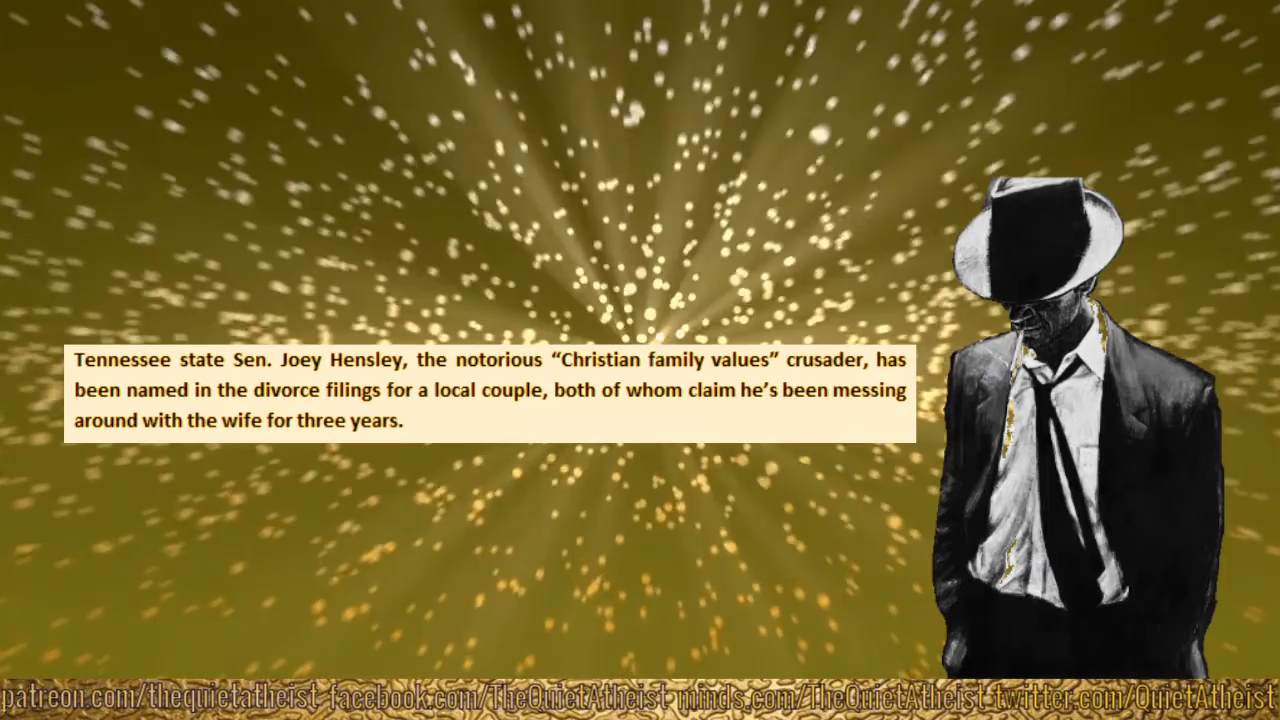 Tennessee state Sen. Joey Hensley, the notorious “Christian family values” crusader, has
been named in the divorce filings for a local couple, both of whom claim he’s been messing
around with the wife for three years.
patreon.com/thequietatheist facebook.com/TheQuietAtheist minds.com/TheQuietAtheist twitter.com/QuietAtheist